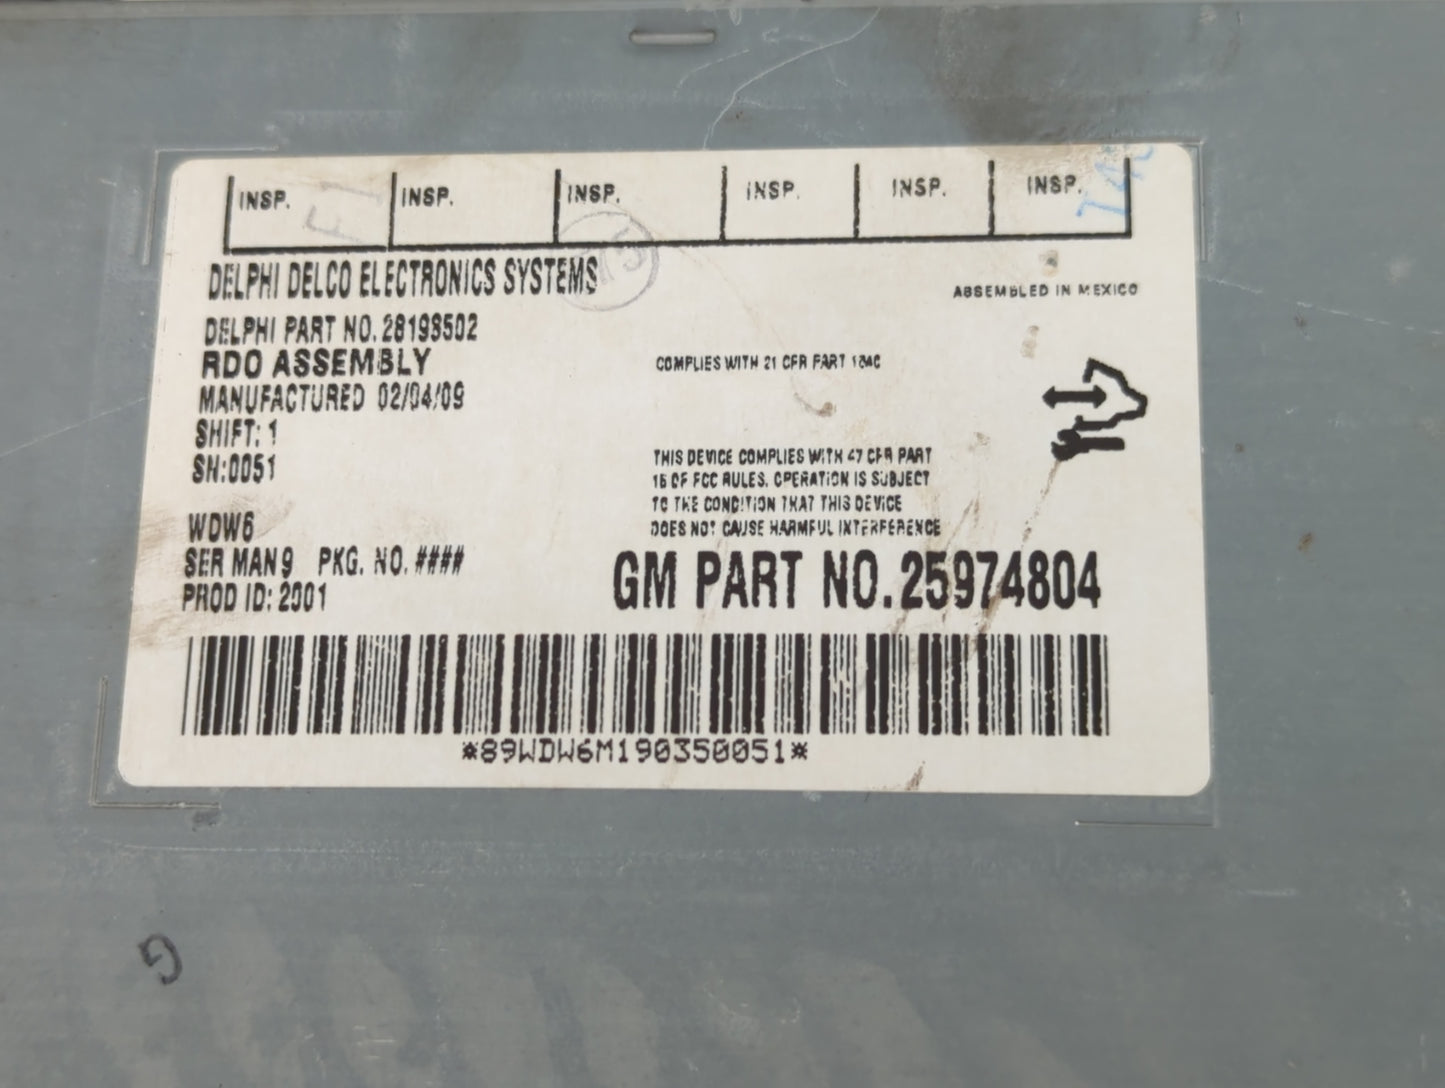 INSP. INSP. INSP. INSP. INSP. INSP.
DELPHI DELCO ELECTRONICS SYSTEMS
ASSEMBLED IN MEXICO
DELPHI PART NO. 28198502
RDO ASSEMBLY
COMPLIES WITH 21 CFR PART 1040
MANUFACTURED 02/04/09
SHIFT: 1
SN:0051
THIS DEVICE COMPLIES WITH 47 CFR PART
15 OF FCC RULES. OPERATION IS SUBJECT
TO THE CONDITION THAT THIS DEVICE
DOES NOT CAUSE HARMFUL INTERFERENCE
WDW6
SER MAN 9 PKG. NO. ####
PROD ID: 2001
GM PART NO. 25974804
*89WDW6M190350051*
G